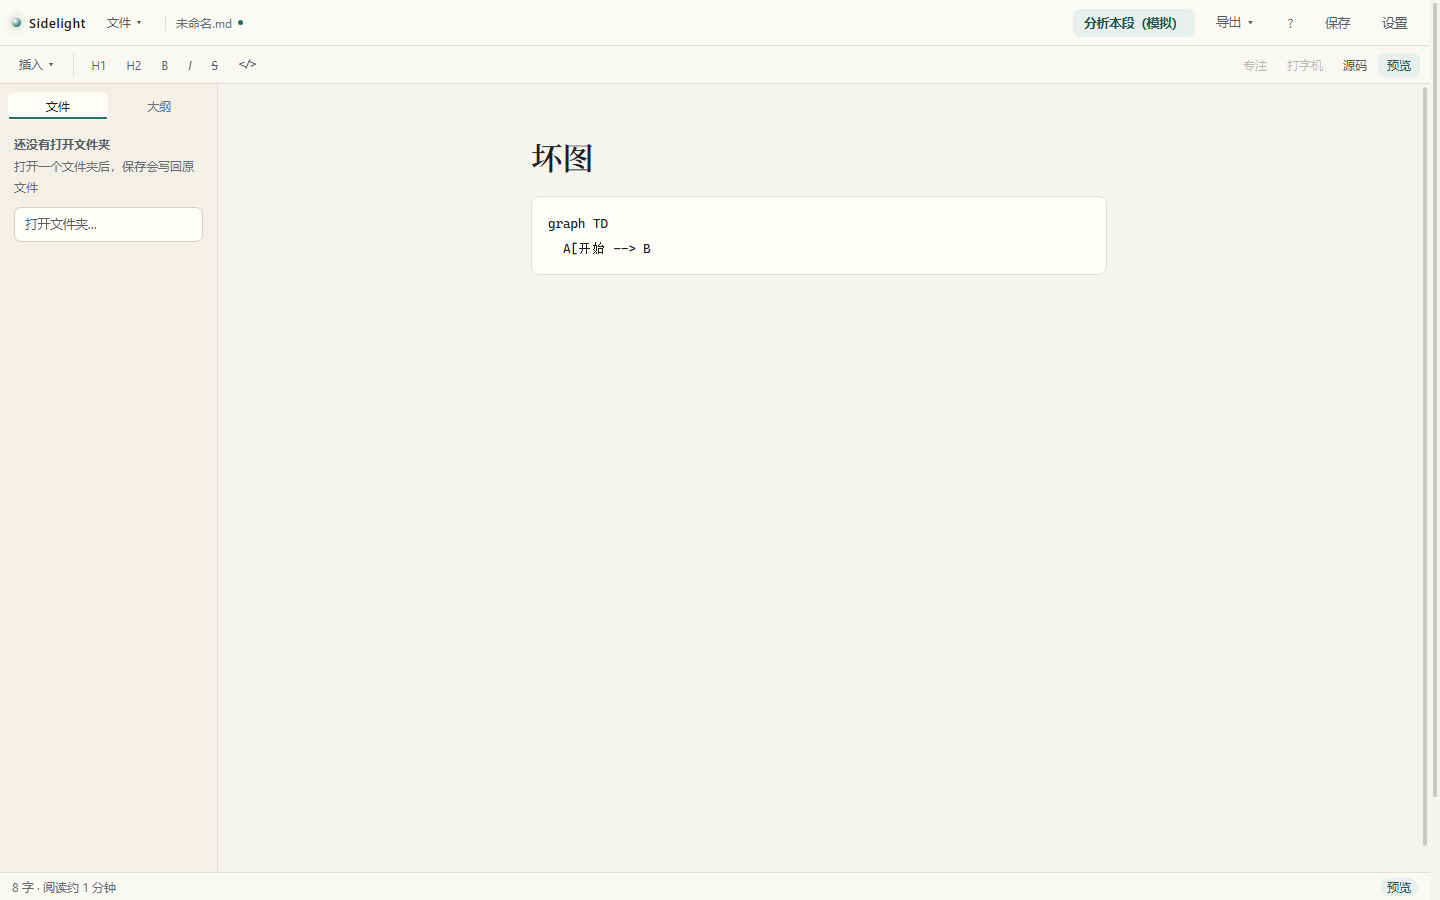 Sidelight 文件 ▾ 未命名.md ● 分析本段（模拟） 导出 ▾ ? 保存 设置
插入 ▾ H1 H2 B I S </> 专注 打字机 源码 预览
文件 大纲
还没有打开文件夹
打开一个文件夹后，保存会写回原
文件
打开文件夹...
坏图
graph TD
  A[开始 --> B
8 字 · 阅读约 1 分钟 预览